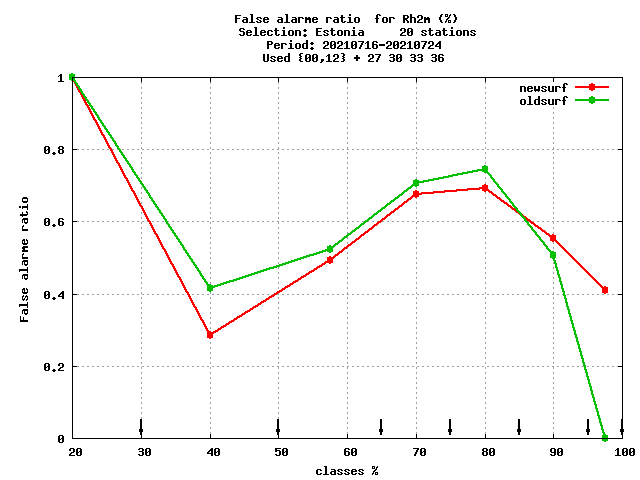 False alarme ratio for Rh2m (%)
Selection: Estonia 20 stations
Period: 20210716-20210724
Used {00,12} + 27 30 33 36
newsurf
oldsurf
1
0.8
0.6
0.4
0.2
0
False alarme ratio
20 30 40 50 60 70 80 90 100
classes %